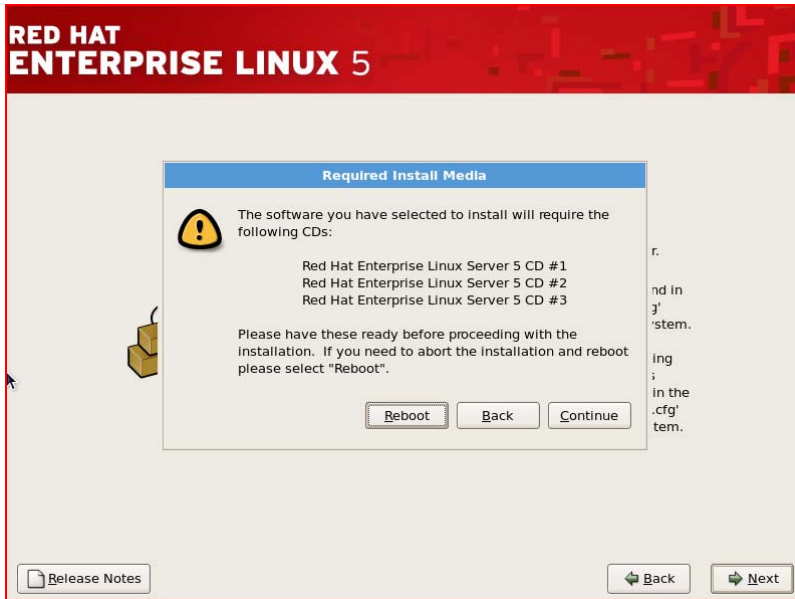 RED HAT
ENTERPRISE LINUX 5
Required Install Media
The software you have selected to install will require the
following CDs:
Red Hat Enterprise Linux Server 5 CD #1
Red Hat Enterprise Linux Server 5 CD #2
Red Hat Enterprise Linux Server 5 CD #3
Please have these ready before proceeding with the
installation. If you need to abort the installation and reboot
please select "Reboot".
Reboot
Back
Continue
r.
nd in
g'
stem.
ing
s
in the
.cfg'
tem.
Release Notes
Back
Next